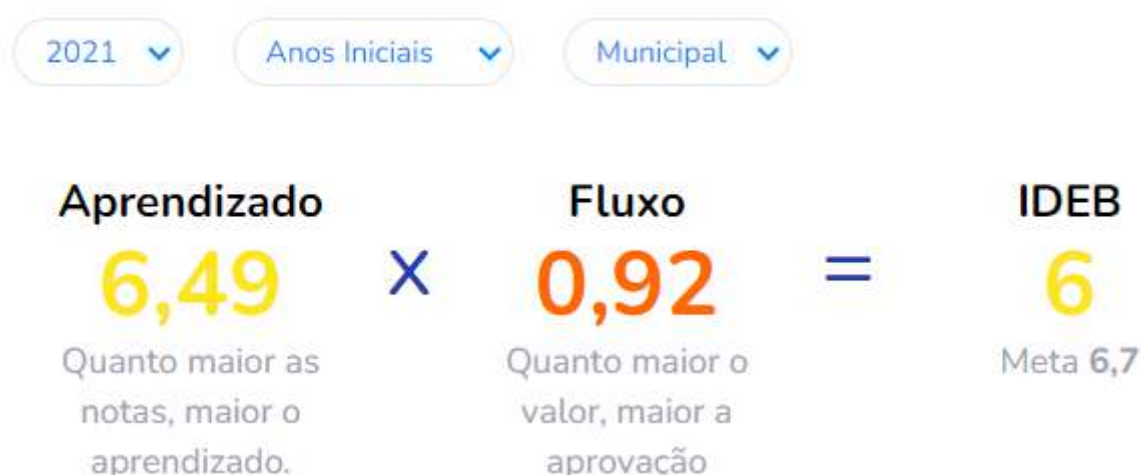 2021 Anos Iniciais Municipal
Aprendizado Fluxo IDEB
6,49 X 0,92 = 6
Quanto maior as Quanto maior o Meta 6,7
notas, maior o valor, maior a
aprendizado. aprovação